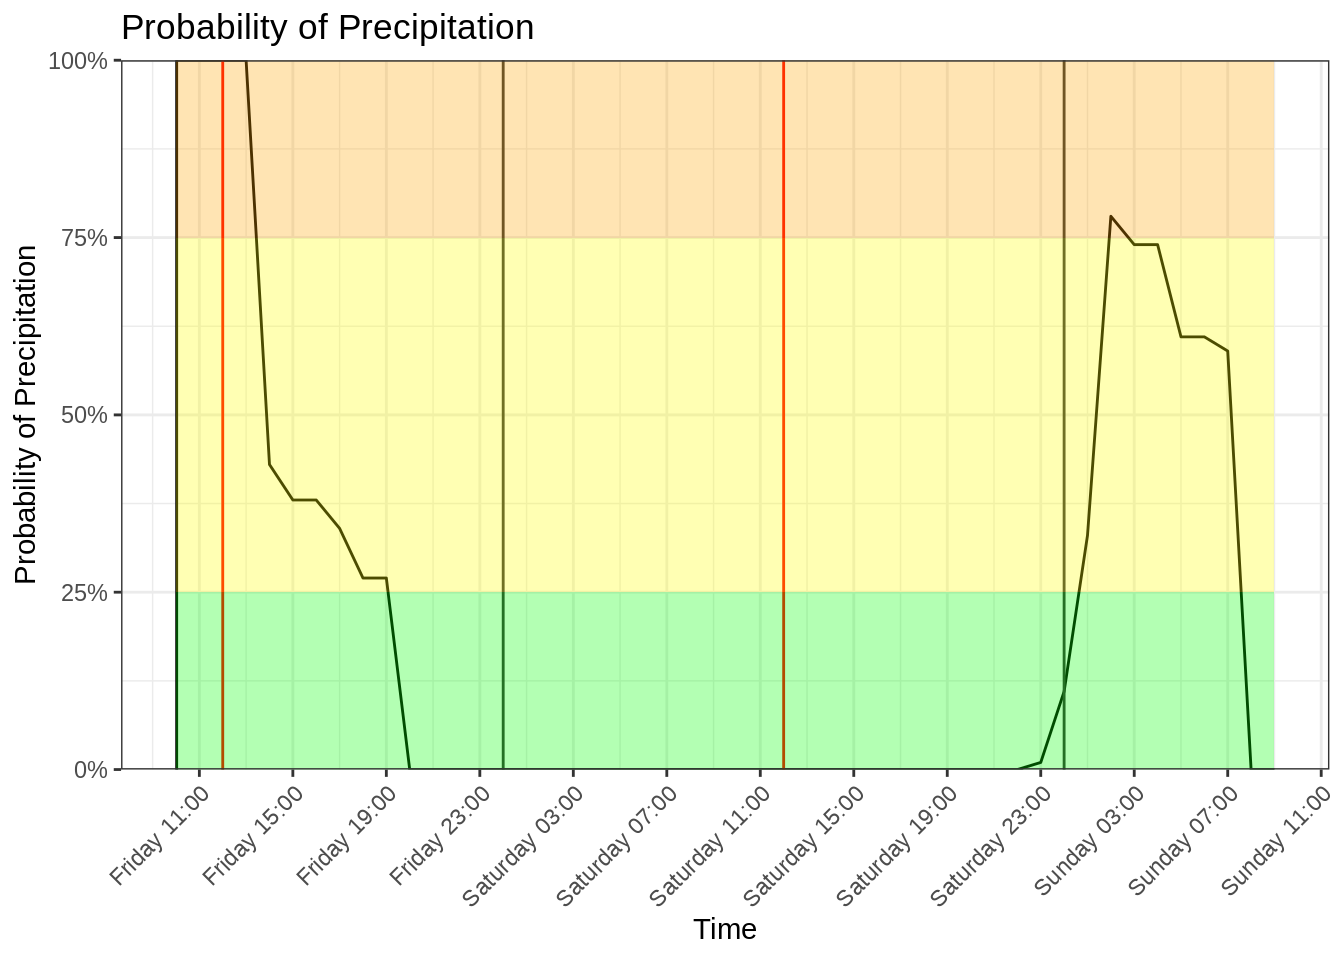 Probability of Precipitation
Probability of Precipitation
100%
75%
50%
25%
0%
Friday 11:00
Friday 15:00
Friday 19:00
Friday 23:00
Saturday 03:00
Saturday 07:00
Saturday 11:00
Saturday 15:00
Saturday 19:00
Saturday 23:00
Sunday 03:00
Sunday 07:00
Sunday 11:00
Time